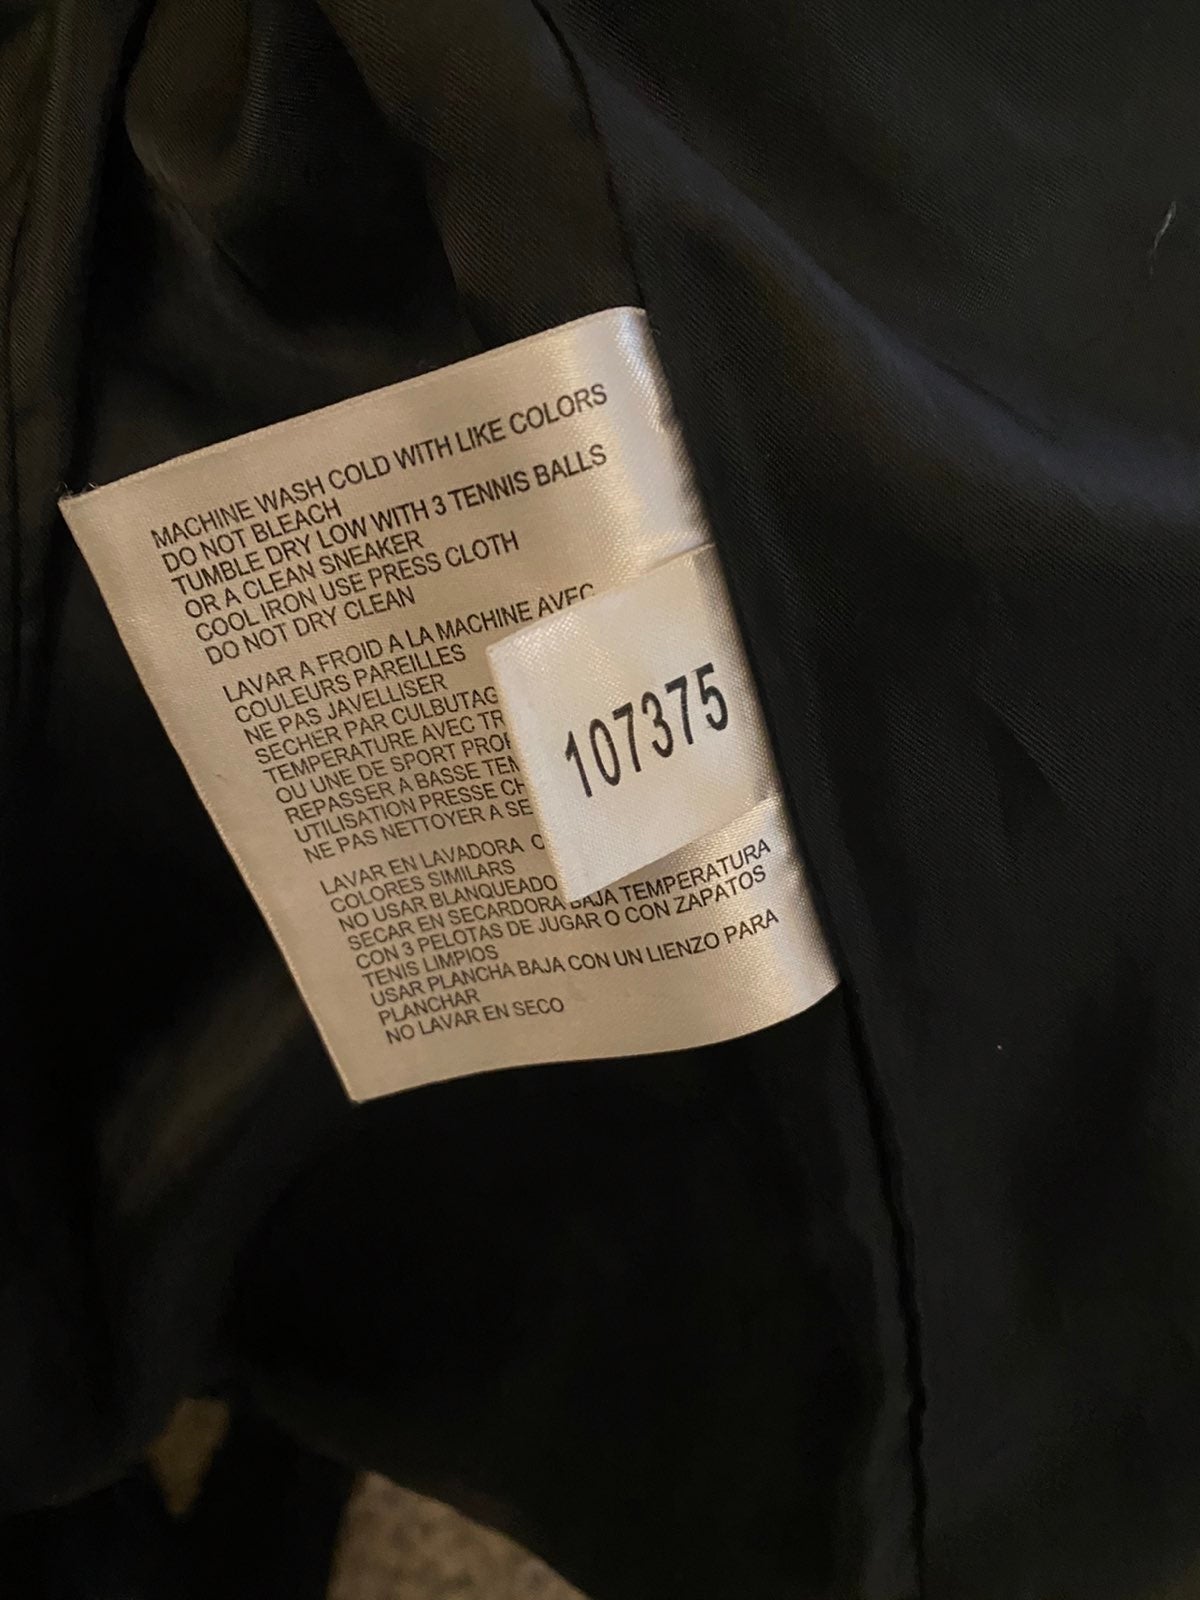 MACHINE WASH COLD WITH LIKE COLORS
DO NOT BLEACH
TUMBLE DRY LOW WITH 3 TENNIS BALLS
OR A CLEAN SNEAKER
COOL IRON USE PRESS CLOTH
DO NOT DRY CLEAN
LAVAR A FROID A LA MACHINE AVEC
COULEURS PAREILLES
NE PAS JAVELLISER
SECHER PAR CULBUTAG
TEMPERATURE AVEC TR
OU UNE DE SPORT PROP
REPASSER A BASSE TEM
UTILISATION PRESSE CH
NE PAS NETTOYER A SE
107375
LAVAR EN LAVADORA C
COLORES SIMILARS
NO USAR BLANQUEADO
SECAR EN SECARDORA BAJA TEMPERATURA
CON 3 PELOTAS DE JUGAR O CON ZAPATOS
TENIS LIMPIOS
USAR PLANCHA BAJA CON UN LIENZO PARA
PLANCHAR
NO LAVAR EN SECO